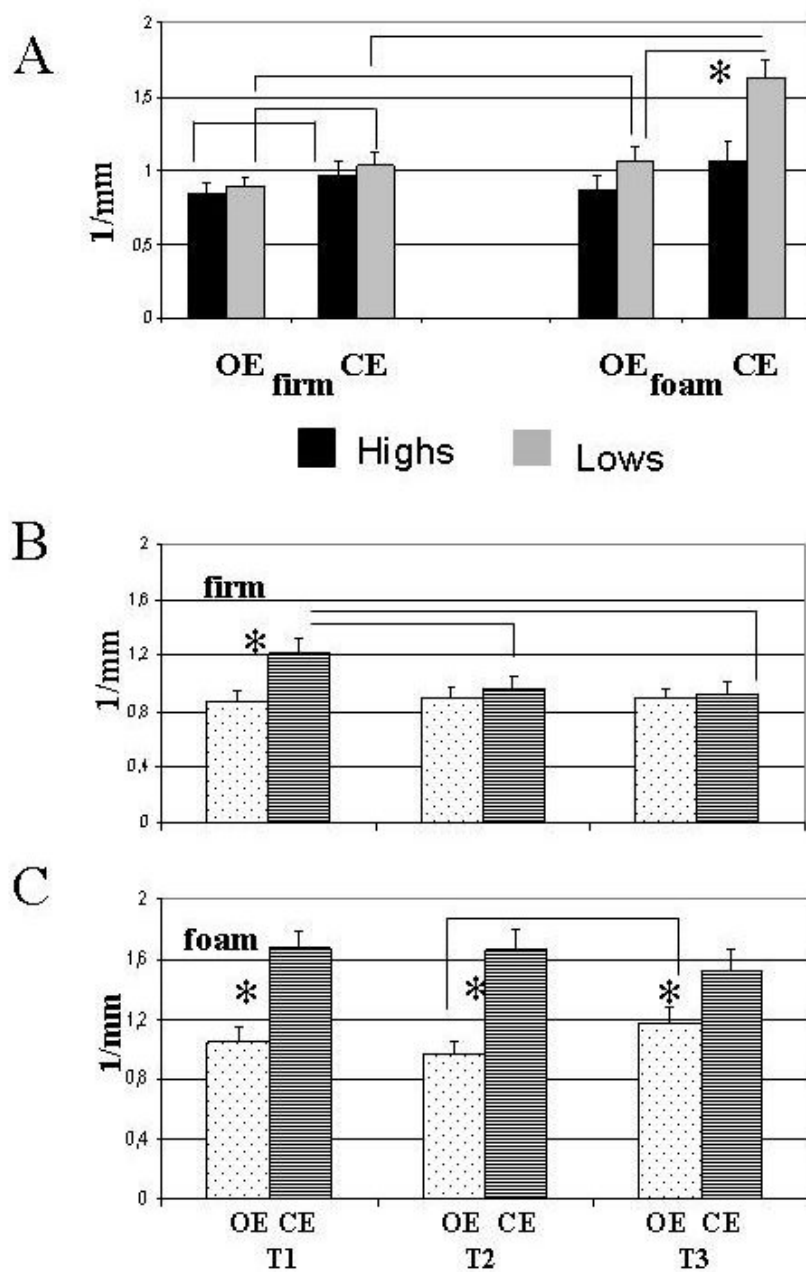 A
2
1,5
1
0,5
0
1/mm
*
OE CE OE CE
firm foam
Highs Lows
B
2
1,6
1,2
0,8
0,4
0
1/mm
firm
*
C
2
1,6
1,2
0,8
0,4
0
1/mm
foam
* * *
OE CE OE CE OE CE
T1 T2 T3